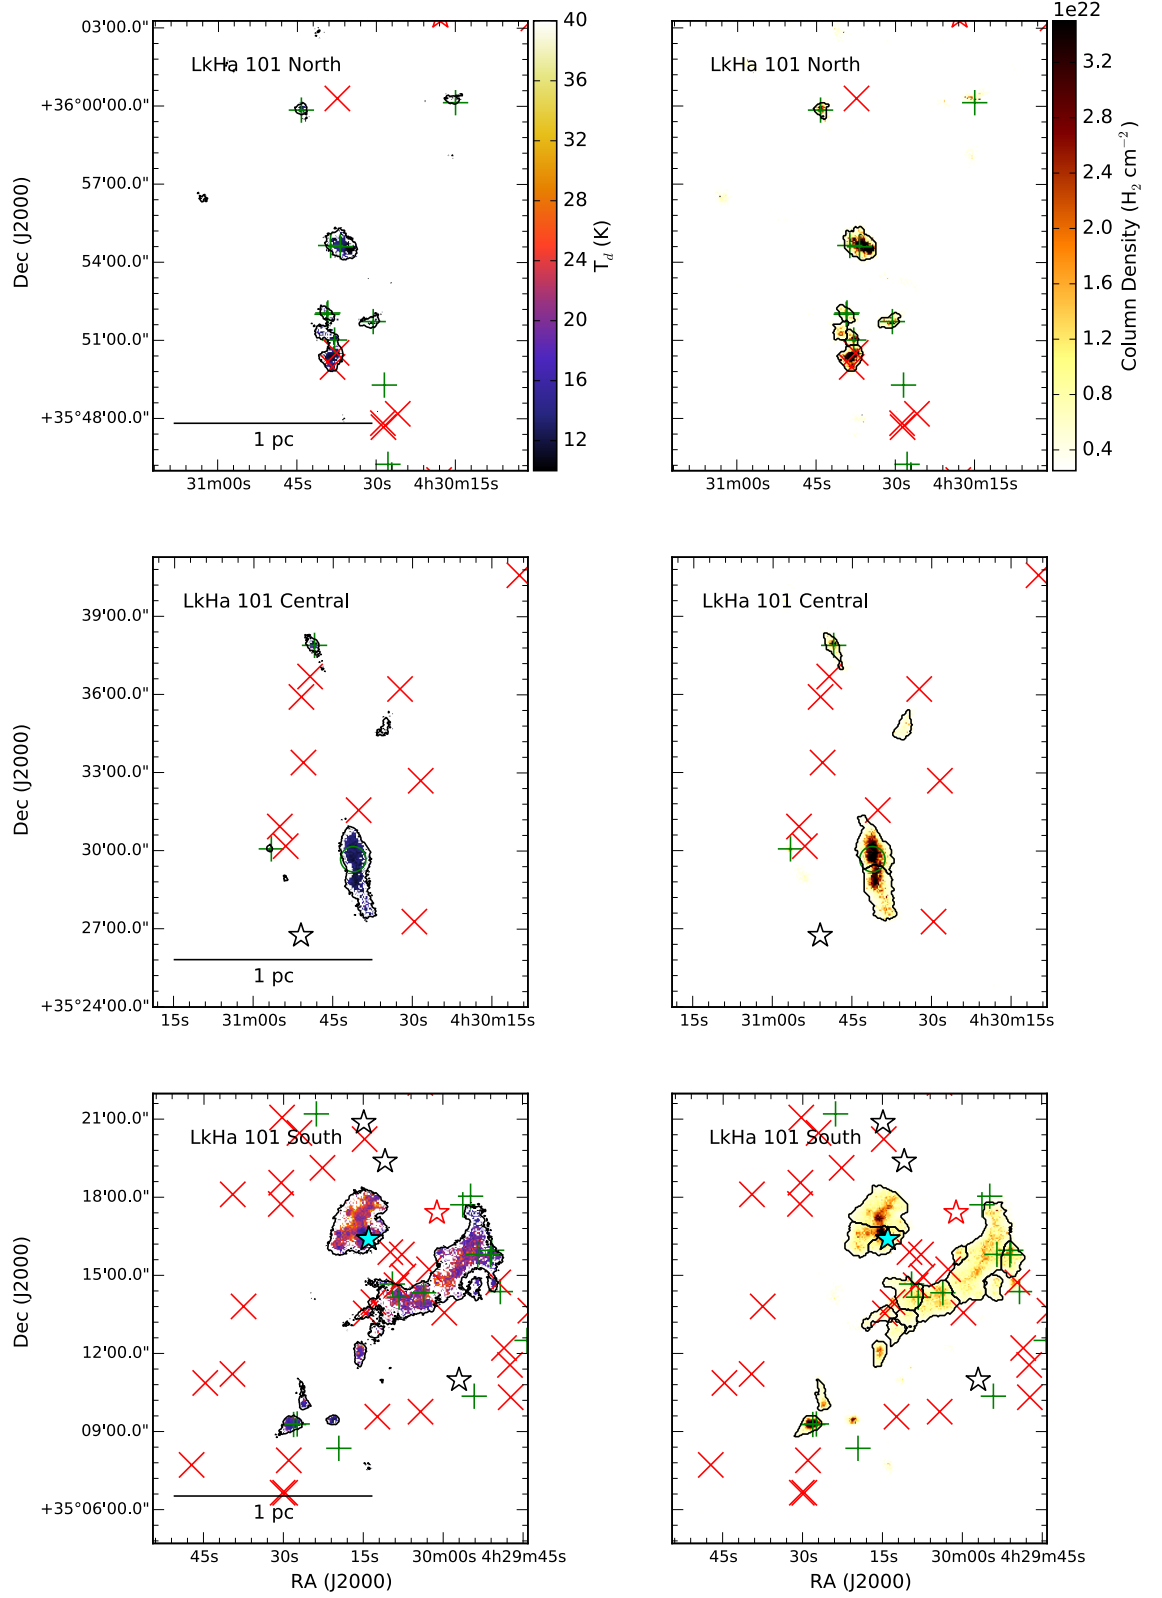 1e22
03'00.0"
+36°00'00.0"
57'00.0"
54'00.0"
51'00.0"
+35°48'00.0"
Dec (J2000)
LkHa 101 North
1 pc
31m00s 45s 30s 4h30m15s
40
36
32
28
24
20
16
12
T_d (K)
LkHa 101 North
31m00s 45s 30s 4h30m15s
3.2
2.8
2.4
2.0
1.6
1.2
0.8
0.4
Column Density (H₂ cm⁻²)
39'00.0"
36'00.0"
33'00.0"
30'00.0"
27'00.0"
+35°24'00.0"
Dec (J2000)
LkHa 101 Central
1 pc
15s 31m00s 45s 30s 4h30m15s
LkHa 101 Central
15s 31m00s 45s 30s 4h30m15s
21'00.0"
18'00.0"
15'00.0"
12'00.0"
09'00.0"
+35°06'00.0"
Dec (J2000)
LkHa 101 South
1 pc
45s 30s 15s 30m00s 4h29m45s
RA (J2000)
LkHa 101 South
45s 30s 15s 30m00s 4h29m45s
RA (J2000)